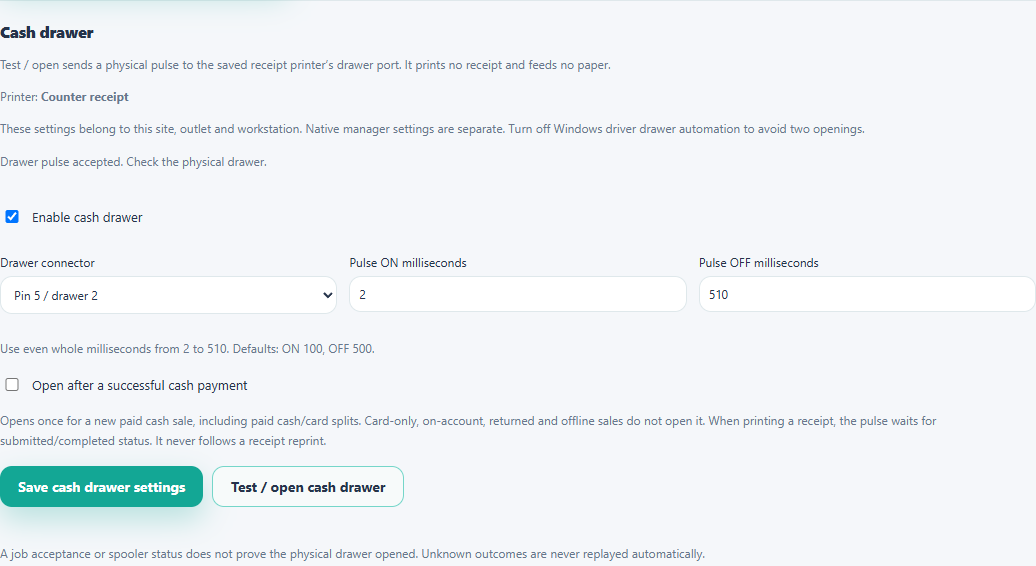 Cash drawer
Test / open sends a physical pulse to the saved receipt printer’s drawer port. It prints no receipt and feeds no paper.
Printer: Counter receipt
These settings belong to this site, outlet and workstation. Native manager settings are separate. Turn off Windows driver drawer automation to avoid two openings.
Drawer pulse accepted. Check the physical drawer.
Enable cash drawer
Drawer connector Pulse ON milliseconds Pulse OFF milliseconds
Pin 5 / drawer 2 2 510
Use even whole milliseconds from 2 to 510. Defaults: ON 100, OFF 500.
Open after a successful cash payment
Opens once for a new paid cash sale, including paid cash/card splits. Card-only, on-account, returned and offline sales do not open it. When printing a receipt, the pulse waits for
submitted/completed status. It never follows a receipt reprint.
Save cash drawer settings Test / open cash drawer
A job acceptance or spooler status does not prove the physical drawer opened. Unknown outcomes are never replayed automatically.